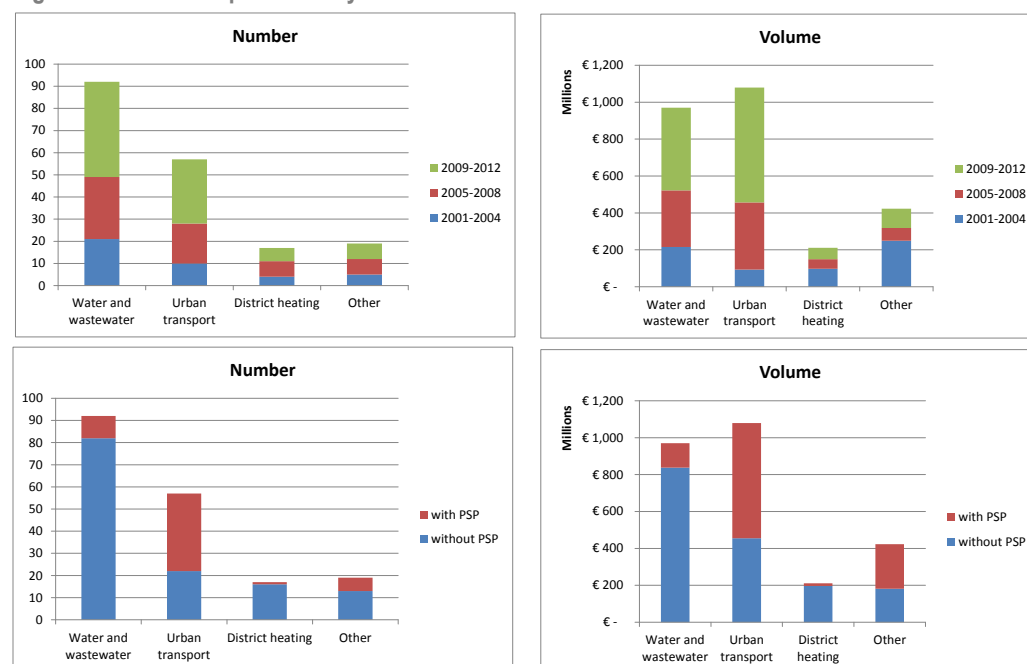 Number
100
90
80
70
60
50
40
30
20
10
0
Water and
wastewater
Urban
transport
District heating
Other
2009-2012
2005-2008
2001-2004
Volume
Millions
€ 1,200
€ 1,000
€ 800
€ 600
€ 400
€ 200
€ -
Water and
wastewater
Urban
transport
District
heating
Other
2009-2012
2005-2008
2001-2004
Number
100
90
80
70
60
50
40
30
20
10
0
Water and
wastewater
Urban
transport
District heating
Other
with PSP
without PSP
Volume
Millions
€ 1,200
€ 1,000
€ 800
€ 600
€ 400
€ 200
€ -
Water and
wastewater
Urban
transport
District
heating
Other
with PSP
without PSP